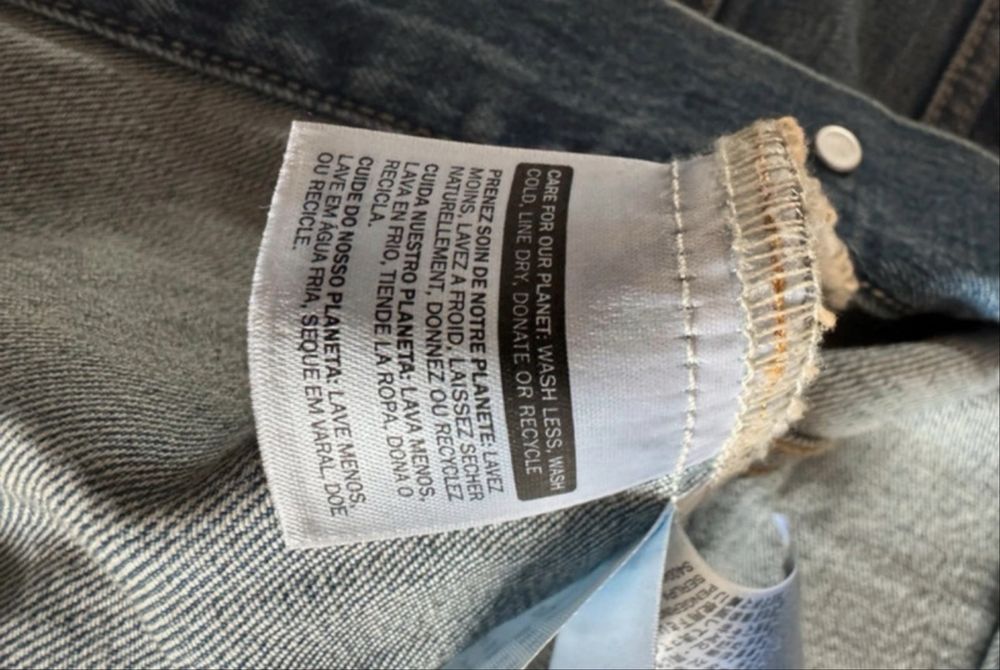 CARE FOR OUR PLANET: WASH LESS, WASH
COLD, LINE DRY, DONATE OR RECYCLE
PRENEZ SOIN DE NOTRE PLANETE: LAVEZ
MOINS, LAVEZ A FROID, LAISSEZ SECHER
NATURELLEMENT, DONNEZ OU RECYCLEZ
CUIDA NUESTRO PLANETA: LAVA MENOS,
LAVA EN FRIO, TIENDE LA ROPA, DONA O
RECICLA.
CUIDE DO NOSSO PLANETA: LAVE MENOS,
LAVE EM ÁGUA FRIA, SEQUE EM VARAL, DOE
OU RECICLE.